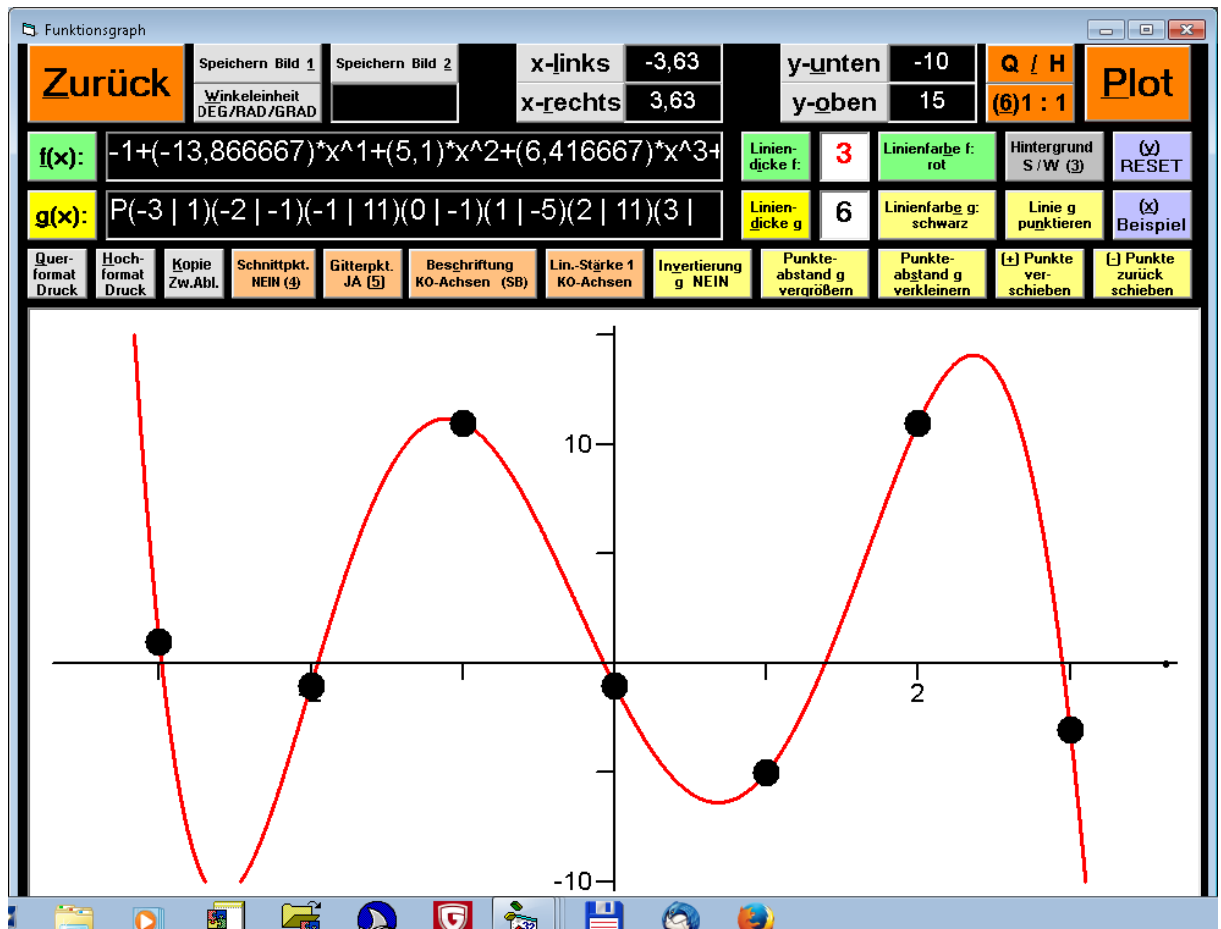 Funktionsgraph
Zurück
Speichern Bild 1
Speichern Bild 2
Winkeleinheit
DEG/RAD/GRAD
x-links
-3,63
x-rechts
3,63
y-unten
-10
y-oben
15
Q / H
(6)1 : 1
Plot
f(x):
-1+(-13,866667)*x^1+(5,1)*x^2+(6,416667)*x^3+
Linien-
dicke f:
3
Linienfarbe f:
rot
Hintergrund
S/W (3)
(y)
RESET
g(x):
P(-3 | 1)(-2 | -1)(-1 | 11)(0 | -1)(1 | -5)(2 | 11)(3 |
Linien-
dicke g
6
Linienfarbe g:
schwarz
Linie g
punktieren
(x)
Beispiel
Quer-
format
Druck
Hoch-
format
Druck
Kopie
Zw.Abl.
Schnittpkt.
NEIN (4)
Gitterpkt.
JA (5)
Beschriftung
KO-Achsen (SB)
Lin.-Stärke 1
KO-Achsen
Invertierung
g NEIN
Punkte-
abstand g
vergrößern
Punkte-
abstand g
verkleinern
(+) Punkte
ver-
schieben
(-) Punkte
zurück
schieben
10
2
-10